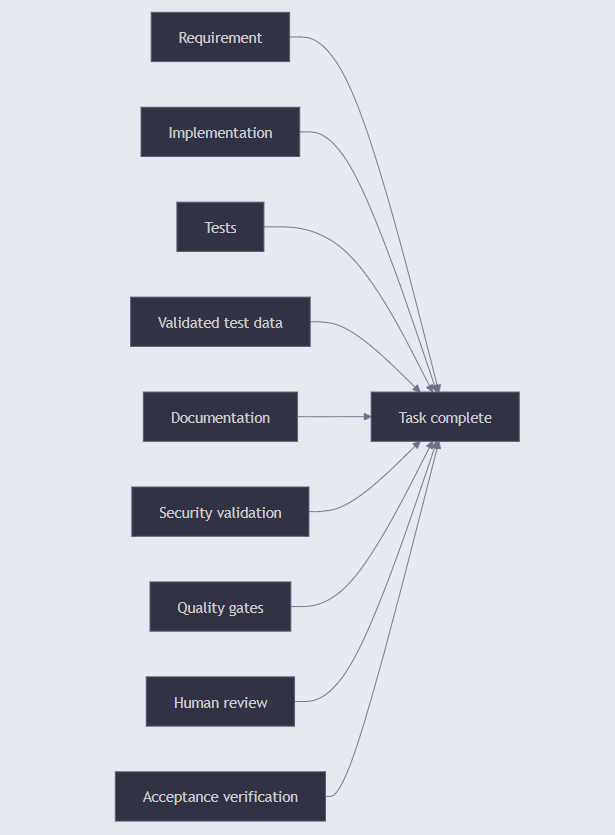 Requirement
Implementation
Tests
Validated test data
Documentation
Task complete
Security validation
Quality gates
Human review
Acceptance verification